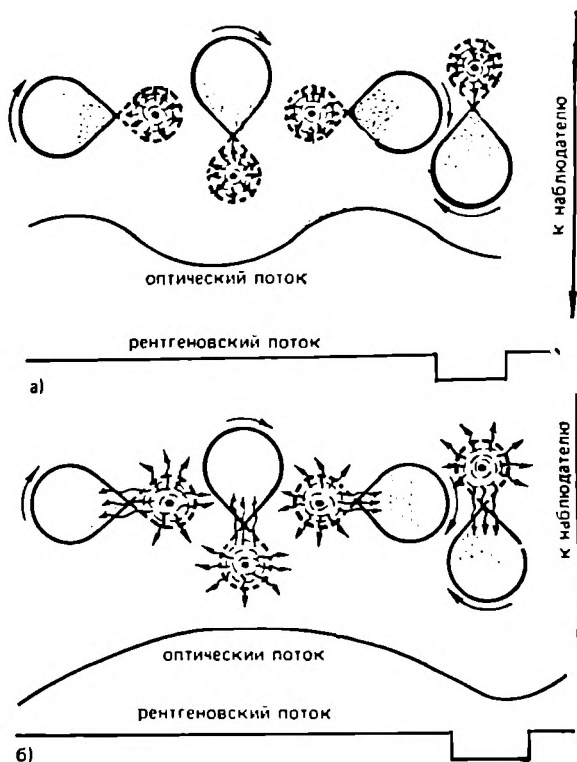 к наблюдателю
оптический поток
рентгеновский поток
а)
к наблюдателю
оптический поток
рентгеновский поток
б)